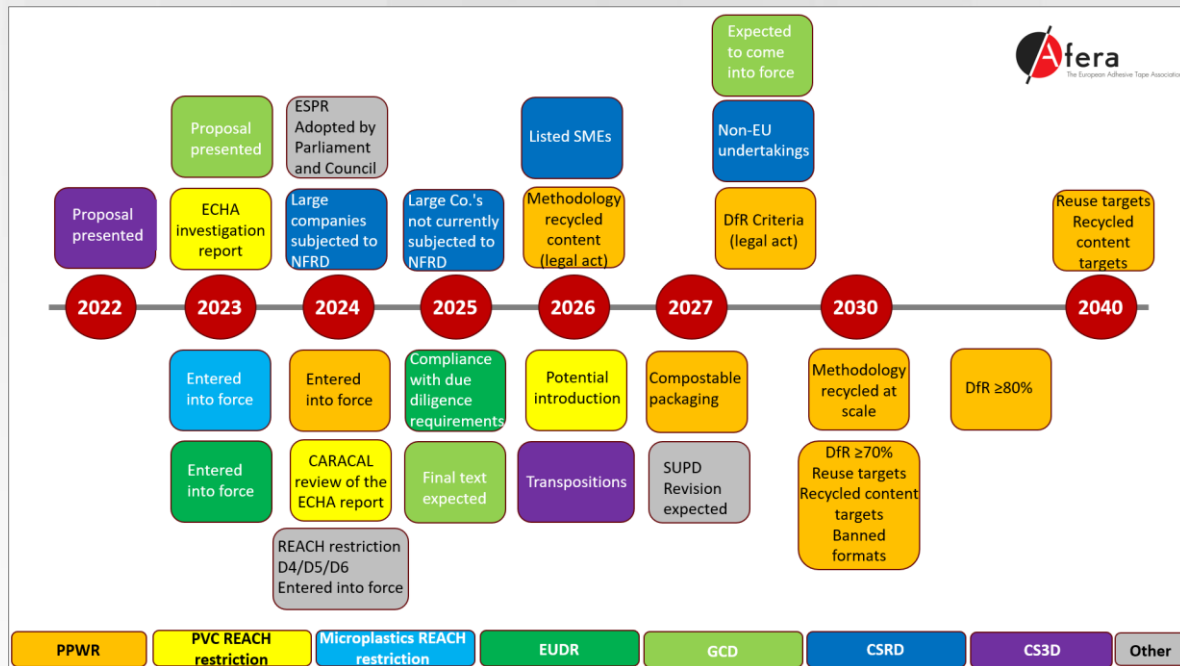 Afera
The European Adhesive Tape Association
Expected
to come
into force
Proposal
presented
ESPR
Adopted by
Parliament
and Council
Listed SMEs
Non-EU
undertakings
Proposal
presented
ECHA
investigation
report
Large
companies
subjected to
NFRD
Large Co.'s
not currently
subjected to
NFRD
Methodology
recycled
content
(legal act)
DfR Criteria
(legal act)
Reuse targets
Recycled
content
targets
2022
2023
2024
2025
2026
2027
2030
2040
Entered
into force
Entered
into force
Compliance
with due
diligence
requirements
Potential
introduction
Compostable
packaging
Methodology
recycled at
scale
DfR ≥80%
Entered
into force
CARACAL
review of the
ECHA report
Final text
expected
Transpositions
SUPD
Revision
expected
DfR ≥70%
Reuse targets
Recycled content
targets
Banned
formats
REACH restriction
D4/D5/D6
Entered into force
PPWR
PVC REACH
restriction
Microplastics REACH
restriction
EUDR
GCD
CSRD
CS3D
Other